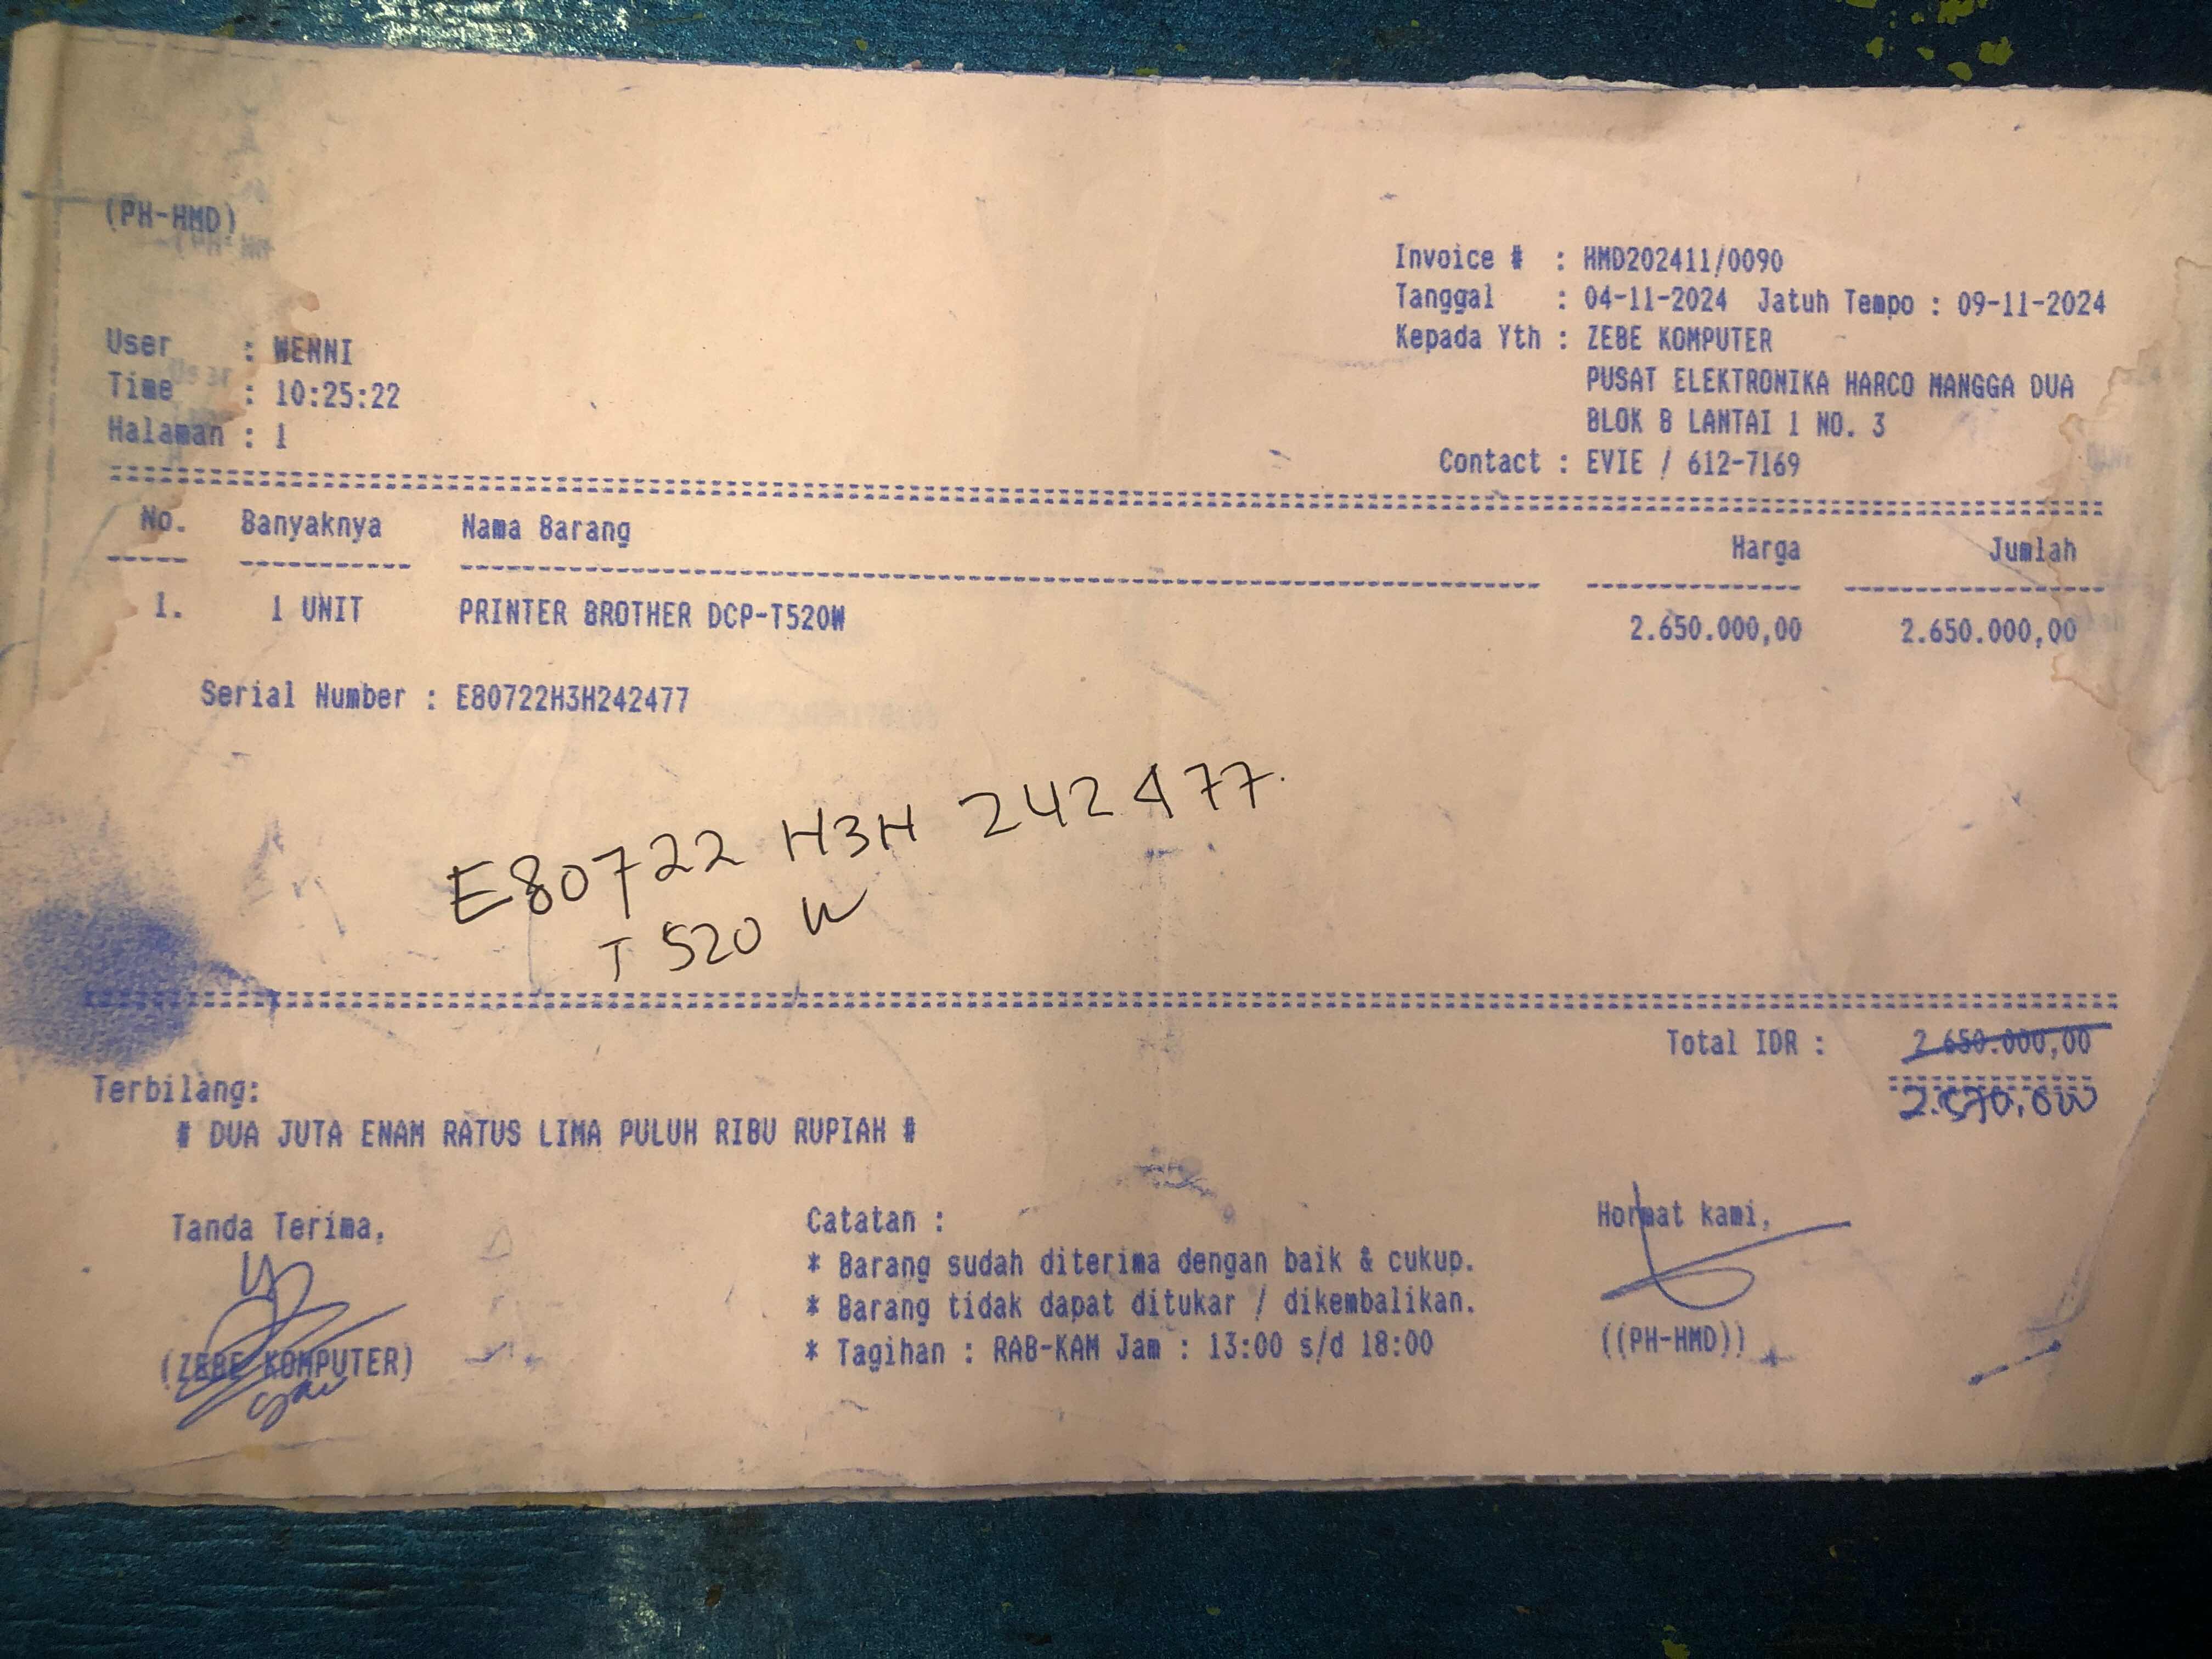 (PH-HMD)
Invoice # : HMD202411/0090
Tanggal : 04-11-2024 Jatuh Tempo : 09-11-2024
Kepada Yth : ZEBE KOMPUTER
PUSAT ELEKTRONIKA HARCO MANGGA DUA
BLOK B LANTAI 1 NO. 3
Contact : EVIE / 612-7169
User : WENNI
Time : 10:25:22
Halaman : 1
No. Banyaknya Nama Barang Harga Jumlah
1. 1 UNIT PRINTER BROTHER DCP-T520W 2.650.000,00 2.650.000,00
Serial Number : E80722H3H242477
E80722 H3H 242477.
T 520 W
Total IDR : 2.650.000,00
Terbilang:
# DUA JUTA ENAM RATUS LIMA PULUH RIBU RUPIAH #
Tanda Terima,
(ZEBE KOMPUTER)
Catatan :
* Barang sudah diterima dengan baik & cukup.
* Barang tidak dapat ditukar / dikembalikan.
* Tagihan : RAB-KAM Jam : 13:00 s/d 18:00
Hormat kami,
((PH-HMD))